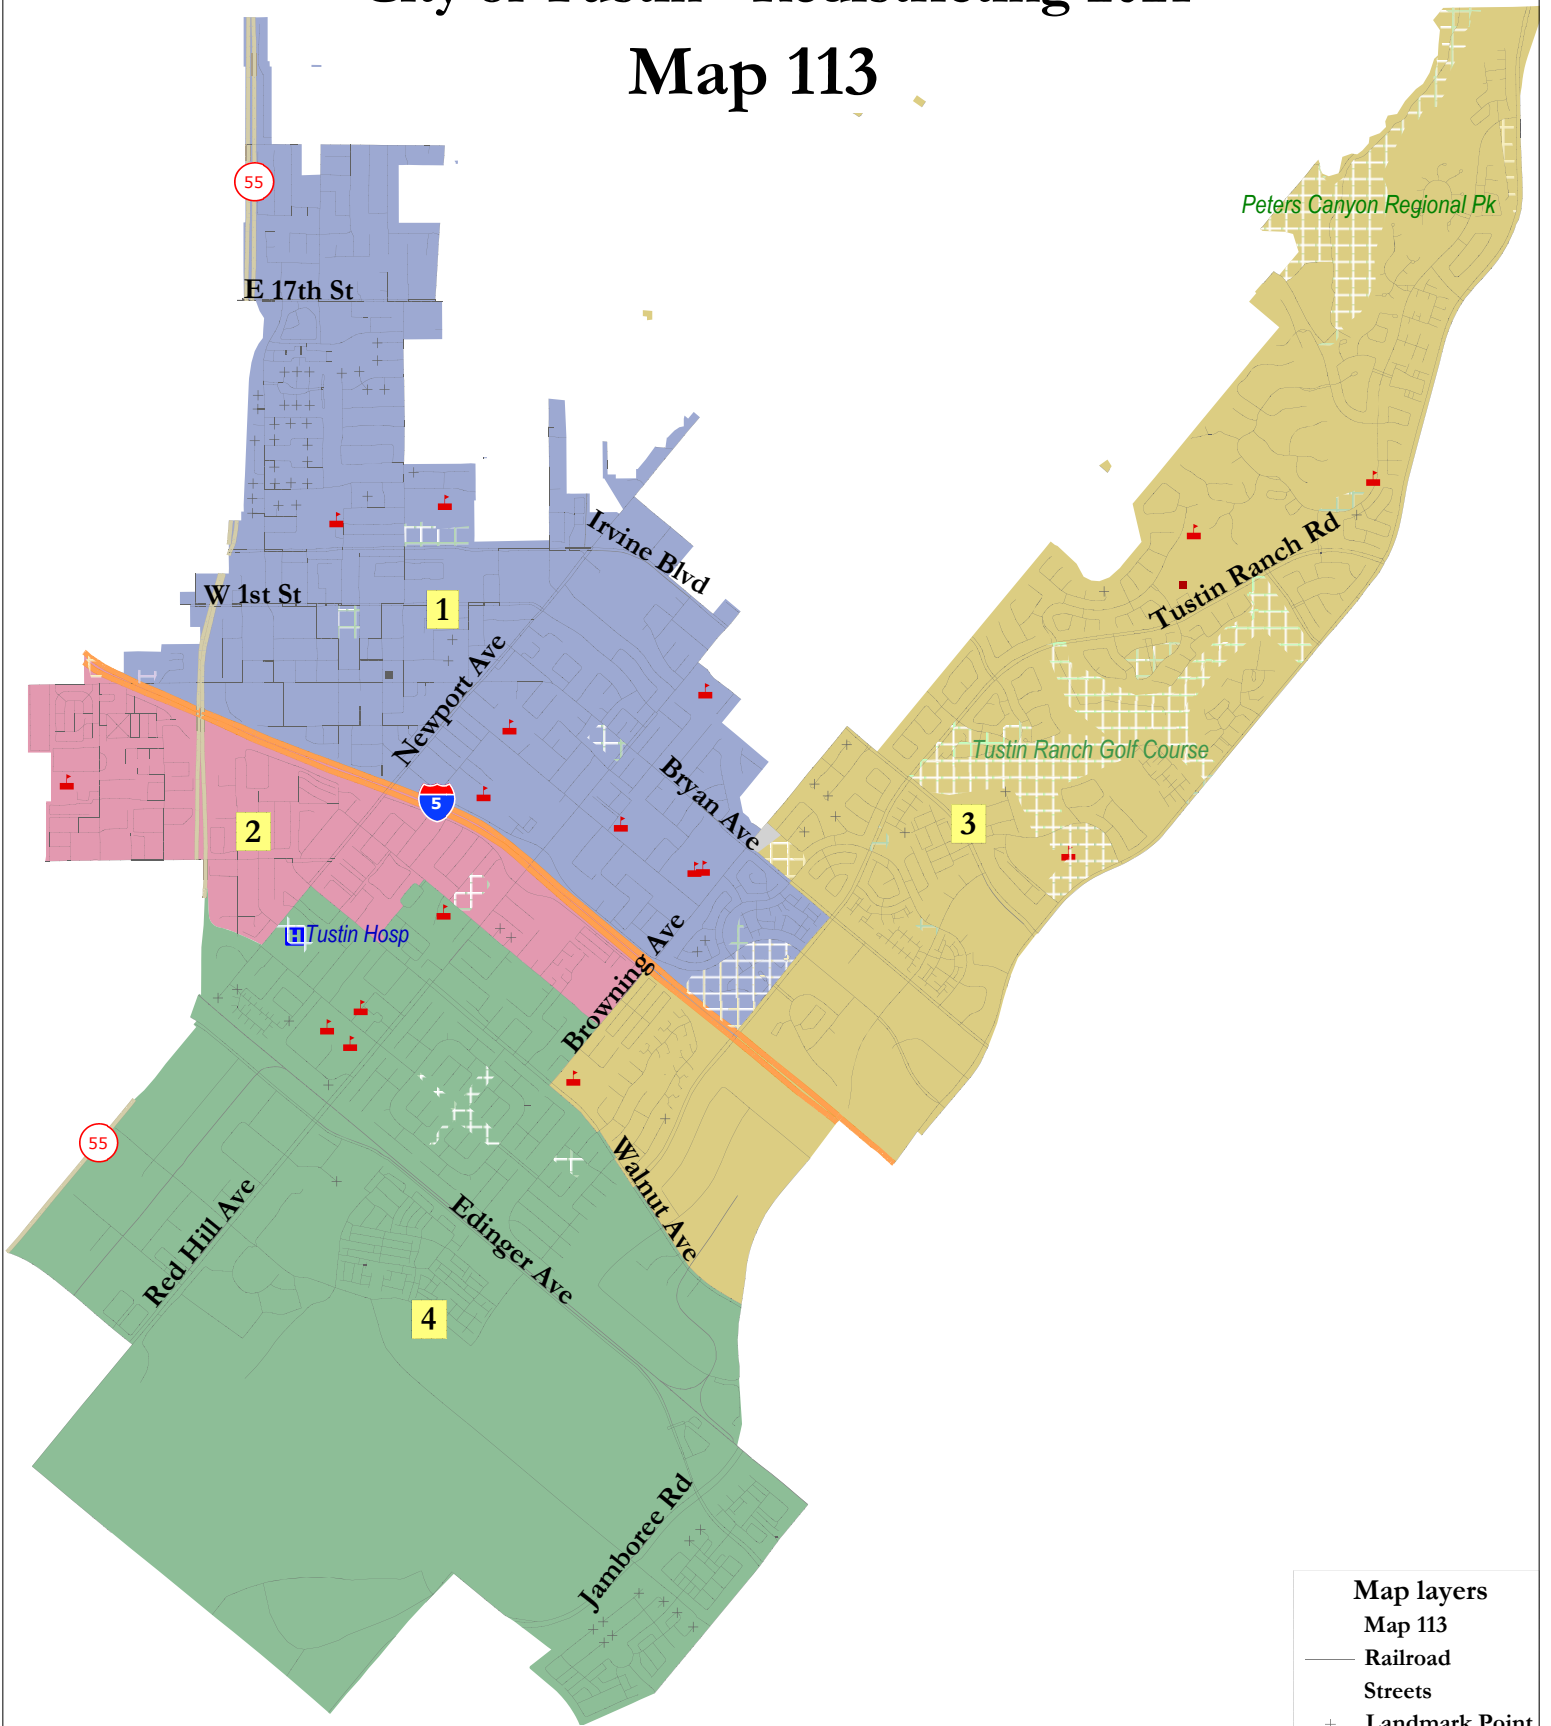 Map 113
55
Peters Canyon Regional Pk
E 17th St
Irvine Blvd
Tustin Ranch Rd
W 1st St
1
Newport Ave
Tustin Ranch Golf Course
Bryan Ave
5
2
3
Tustin Hosp
H
Browning Ave
55
Walnut Ave
Red Hill Ave
Edinger Ave
4
Jamboree Rd
Map layers
Map 113
Railroad
Streets
Landmark Point